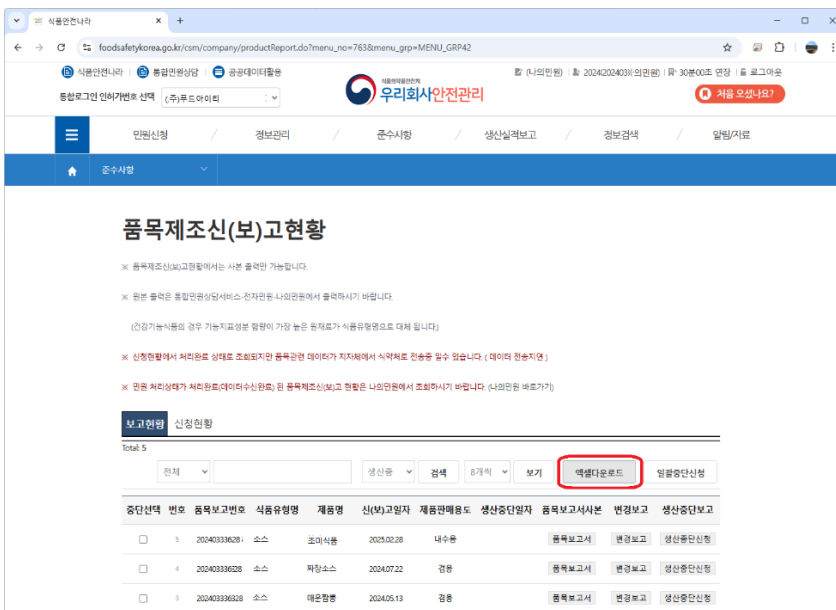 식품안전나라
foodsafetykorea.go.kr/csm/company/productReport.do?menu_no=763&menu_grp=MENU_GRP42
식품안전나라 통합민원상담 공공데이터활용
(나의민원) 30분00초 연장 로그아웃
통합로그인 인허가번호 선택 (주)푸드아이티
식품의약품안전처
우리회사안전관리
처음 오셨나요?
민원신청 / 정보관리 / 준수사항 / 생산실적보고 / 정보검색 / 알림/자료
준수사항
품목제조신(보)고현황
※ 품목제조신(보)고현황에서는 사본 출력만 가능합니다.
※ 원본 출력은 통합민원상담서비스-전자민원-나의민원에서 출력하시기 바랍니다.
(건강기능식품의 경우 기능지표성분 함량이 가장 높은 원재료가 식품유형명으로 대체 됩니다)
※ 신청현황에서 처리완료 상태로 조회되지만 품목관련 데이터가 지자체에서 식약처로 전송중 일수 있습니다. ( 데이터 전송지연 )
※ 민원 처리상태가 처리완료(데이터수신완료) 된 품목제조신(보)고 현황은 나의민원에서 조회하시기 바랍니다. (나의민원 바로가기)
보고현황 신청현황
Total: 5
전체 생산중 검색 8개씩 보기 엑셀다운로드 일괄중단신청
중단선택 번호 품목보고번호 식품유형명 제품명 신(보)고일자 제품판매용도 생산중단일자 품목보고서사본 변경보고 생산중단보고
5 소스 조미식품 2025.02.28 내수용 품목보고서 변경보고 생산중단신청
4 소스 짜장소스 2024.07.22 겸용 품목보고서 변경보고 생산중단신청
3 소스 매운짬뽕 2024.05.13 겸용 품목보고서 변경보고 생산중단신청